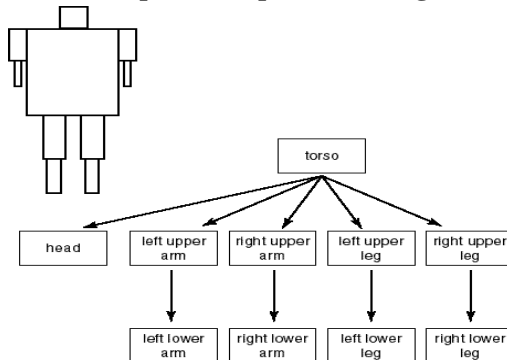 torso
head
left upper
arm
right upper
arm
left upper
leg
right upper
leg
left lower
arm
right lower
arm
left lower
leg
right lower
leg